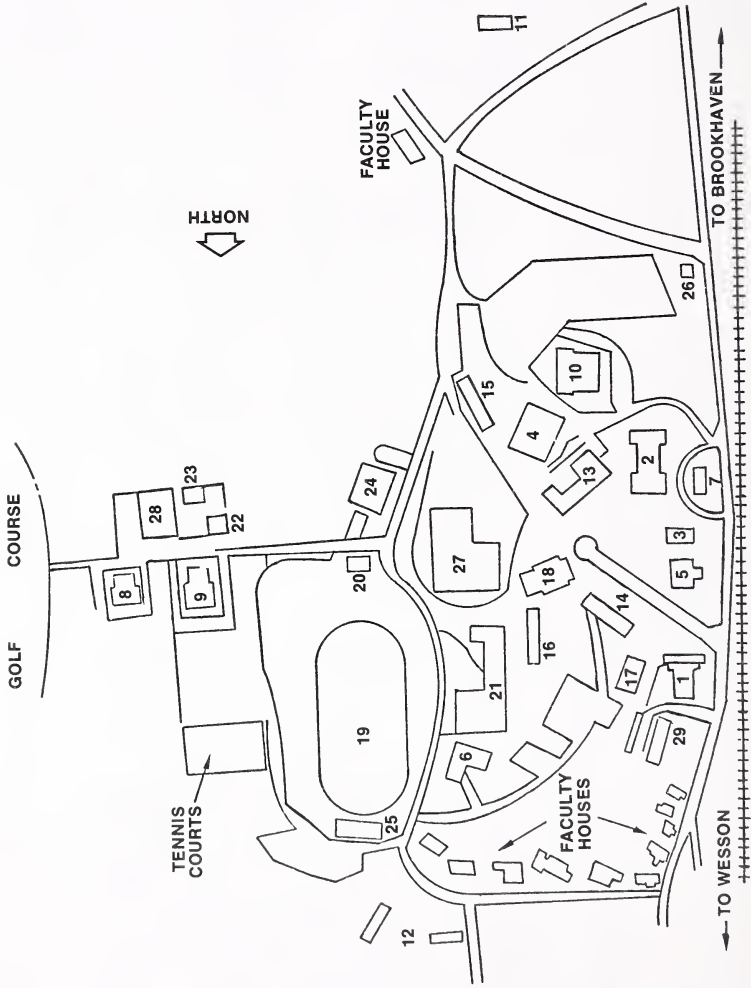 GOLF COURSE
8
28
23
22
9
TENNIS
COURTS
NORTH
12
25
19
20
24
FACULTY
HOUSE
11
6
21
27
15
16
18
4
10
FACULTY
HOUSES
13
14
17
29
1
5
3
2
7
26
TO WESSON
TO BROOKHAVEN